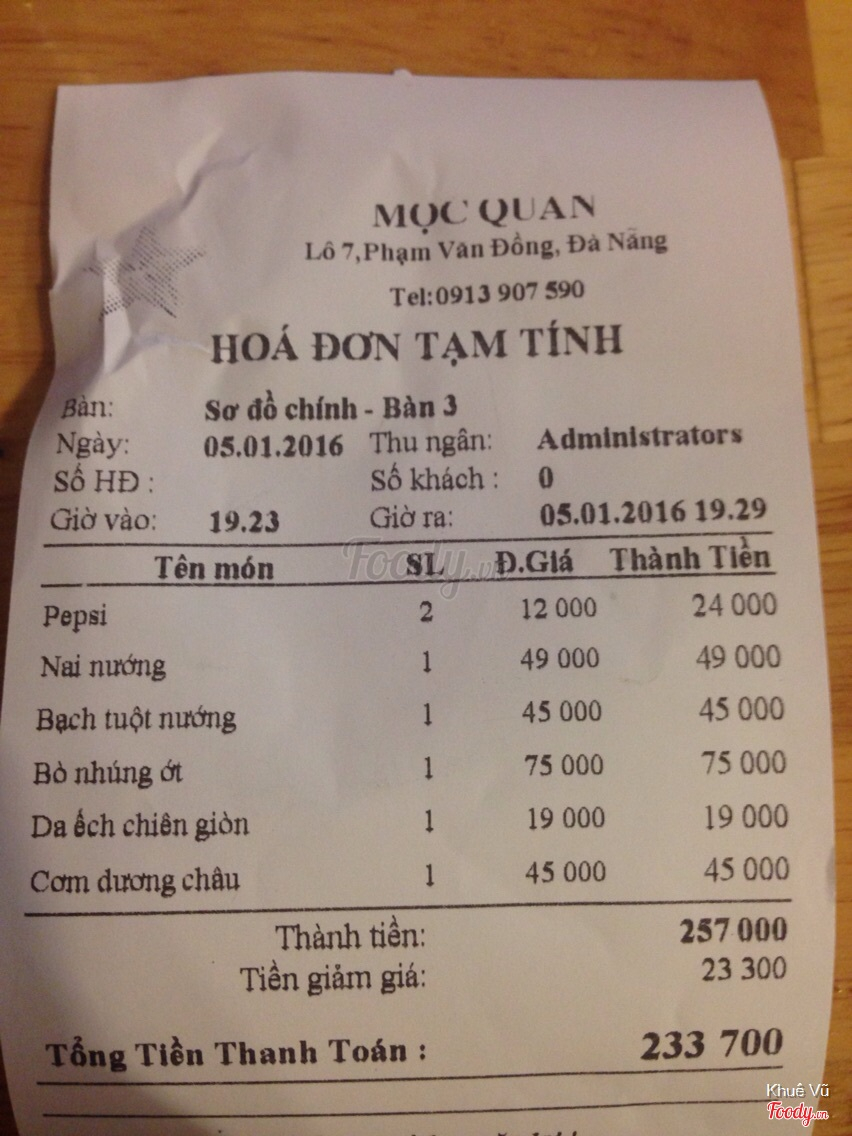 MỘC QUAN
Lô 7,Phạm Văn Đồng, Đà Nẵng
Tel:0913 907 590
HOÁ ĐƠN TẠM TÍNH
Bàn: Sơ đồ chính - Bàn 3
Ngày: 05.01.2016 Thu ngân: Administrators
Số HĐ : Số khách : 0
Giờ vào: 19.23 Giờ ra: 05.01.2016 19.29
Tên món SL Đ.Giá Thành Tiền
Foody.vn
Pepsi 2 12 000 24 000
Nai nướng 1 49 000 49 000
Bạch tuột nướng 1 45 000 45 000
Bò nhúng ớt 1 75 000 75 000
Da ếch chiên giòn 1 19 000 19 000
Cơm dương châu 1 45 000 45 000
Thành tiền: 257 000
Tiền giảm giá: 23 300
Tổng Tiền Thanh Toán : 233 700
Khuê Vũ
Foody.vn